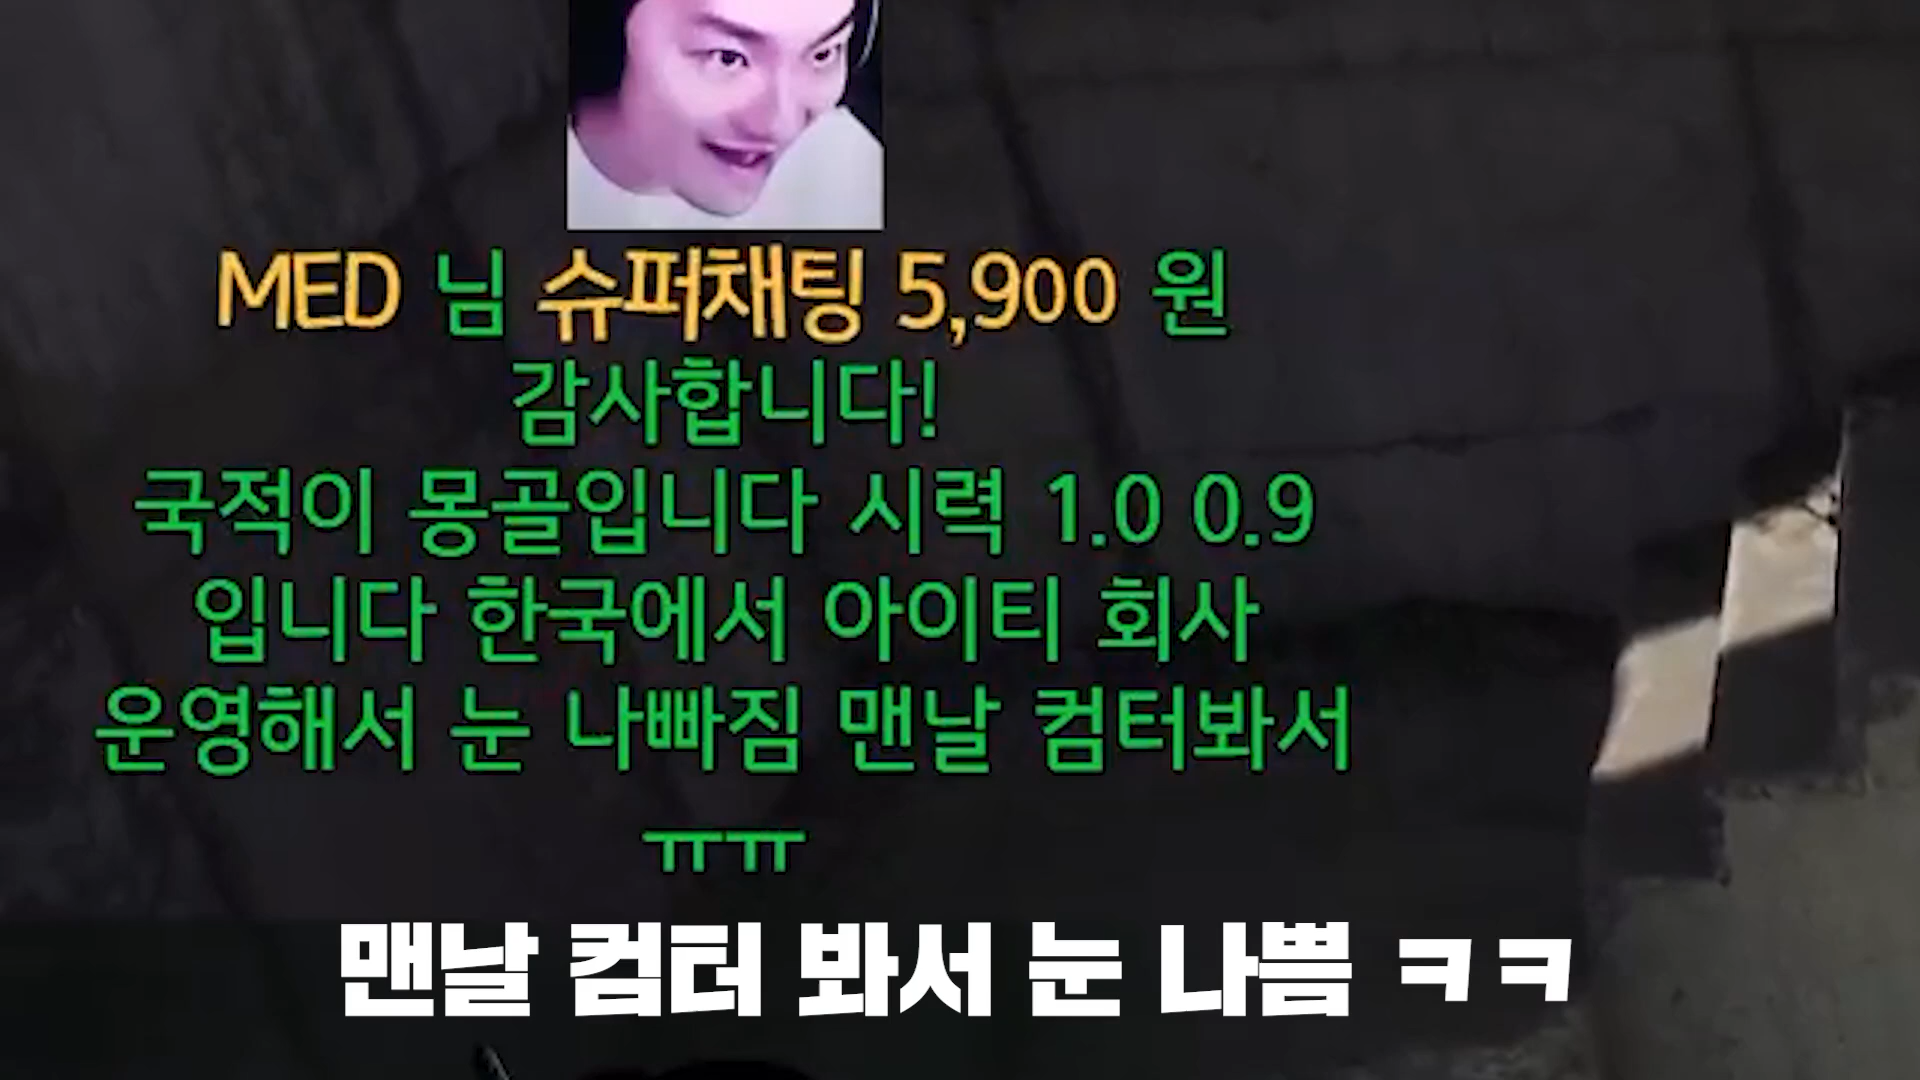 MED 님 슈퍼채팅 5,900 원
감사합니다!
국적이 몽골입니다 시력 1.0 0.9
입니다 한국에서 아이티 회사
운영해서 눈 나빠짐 맨날 컴터봐서
ㅠㅠ
맨날 컴터 봐서 눈 나쁨 ㅋㅋ